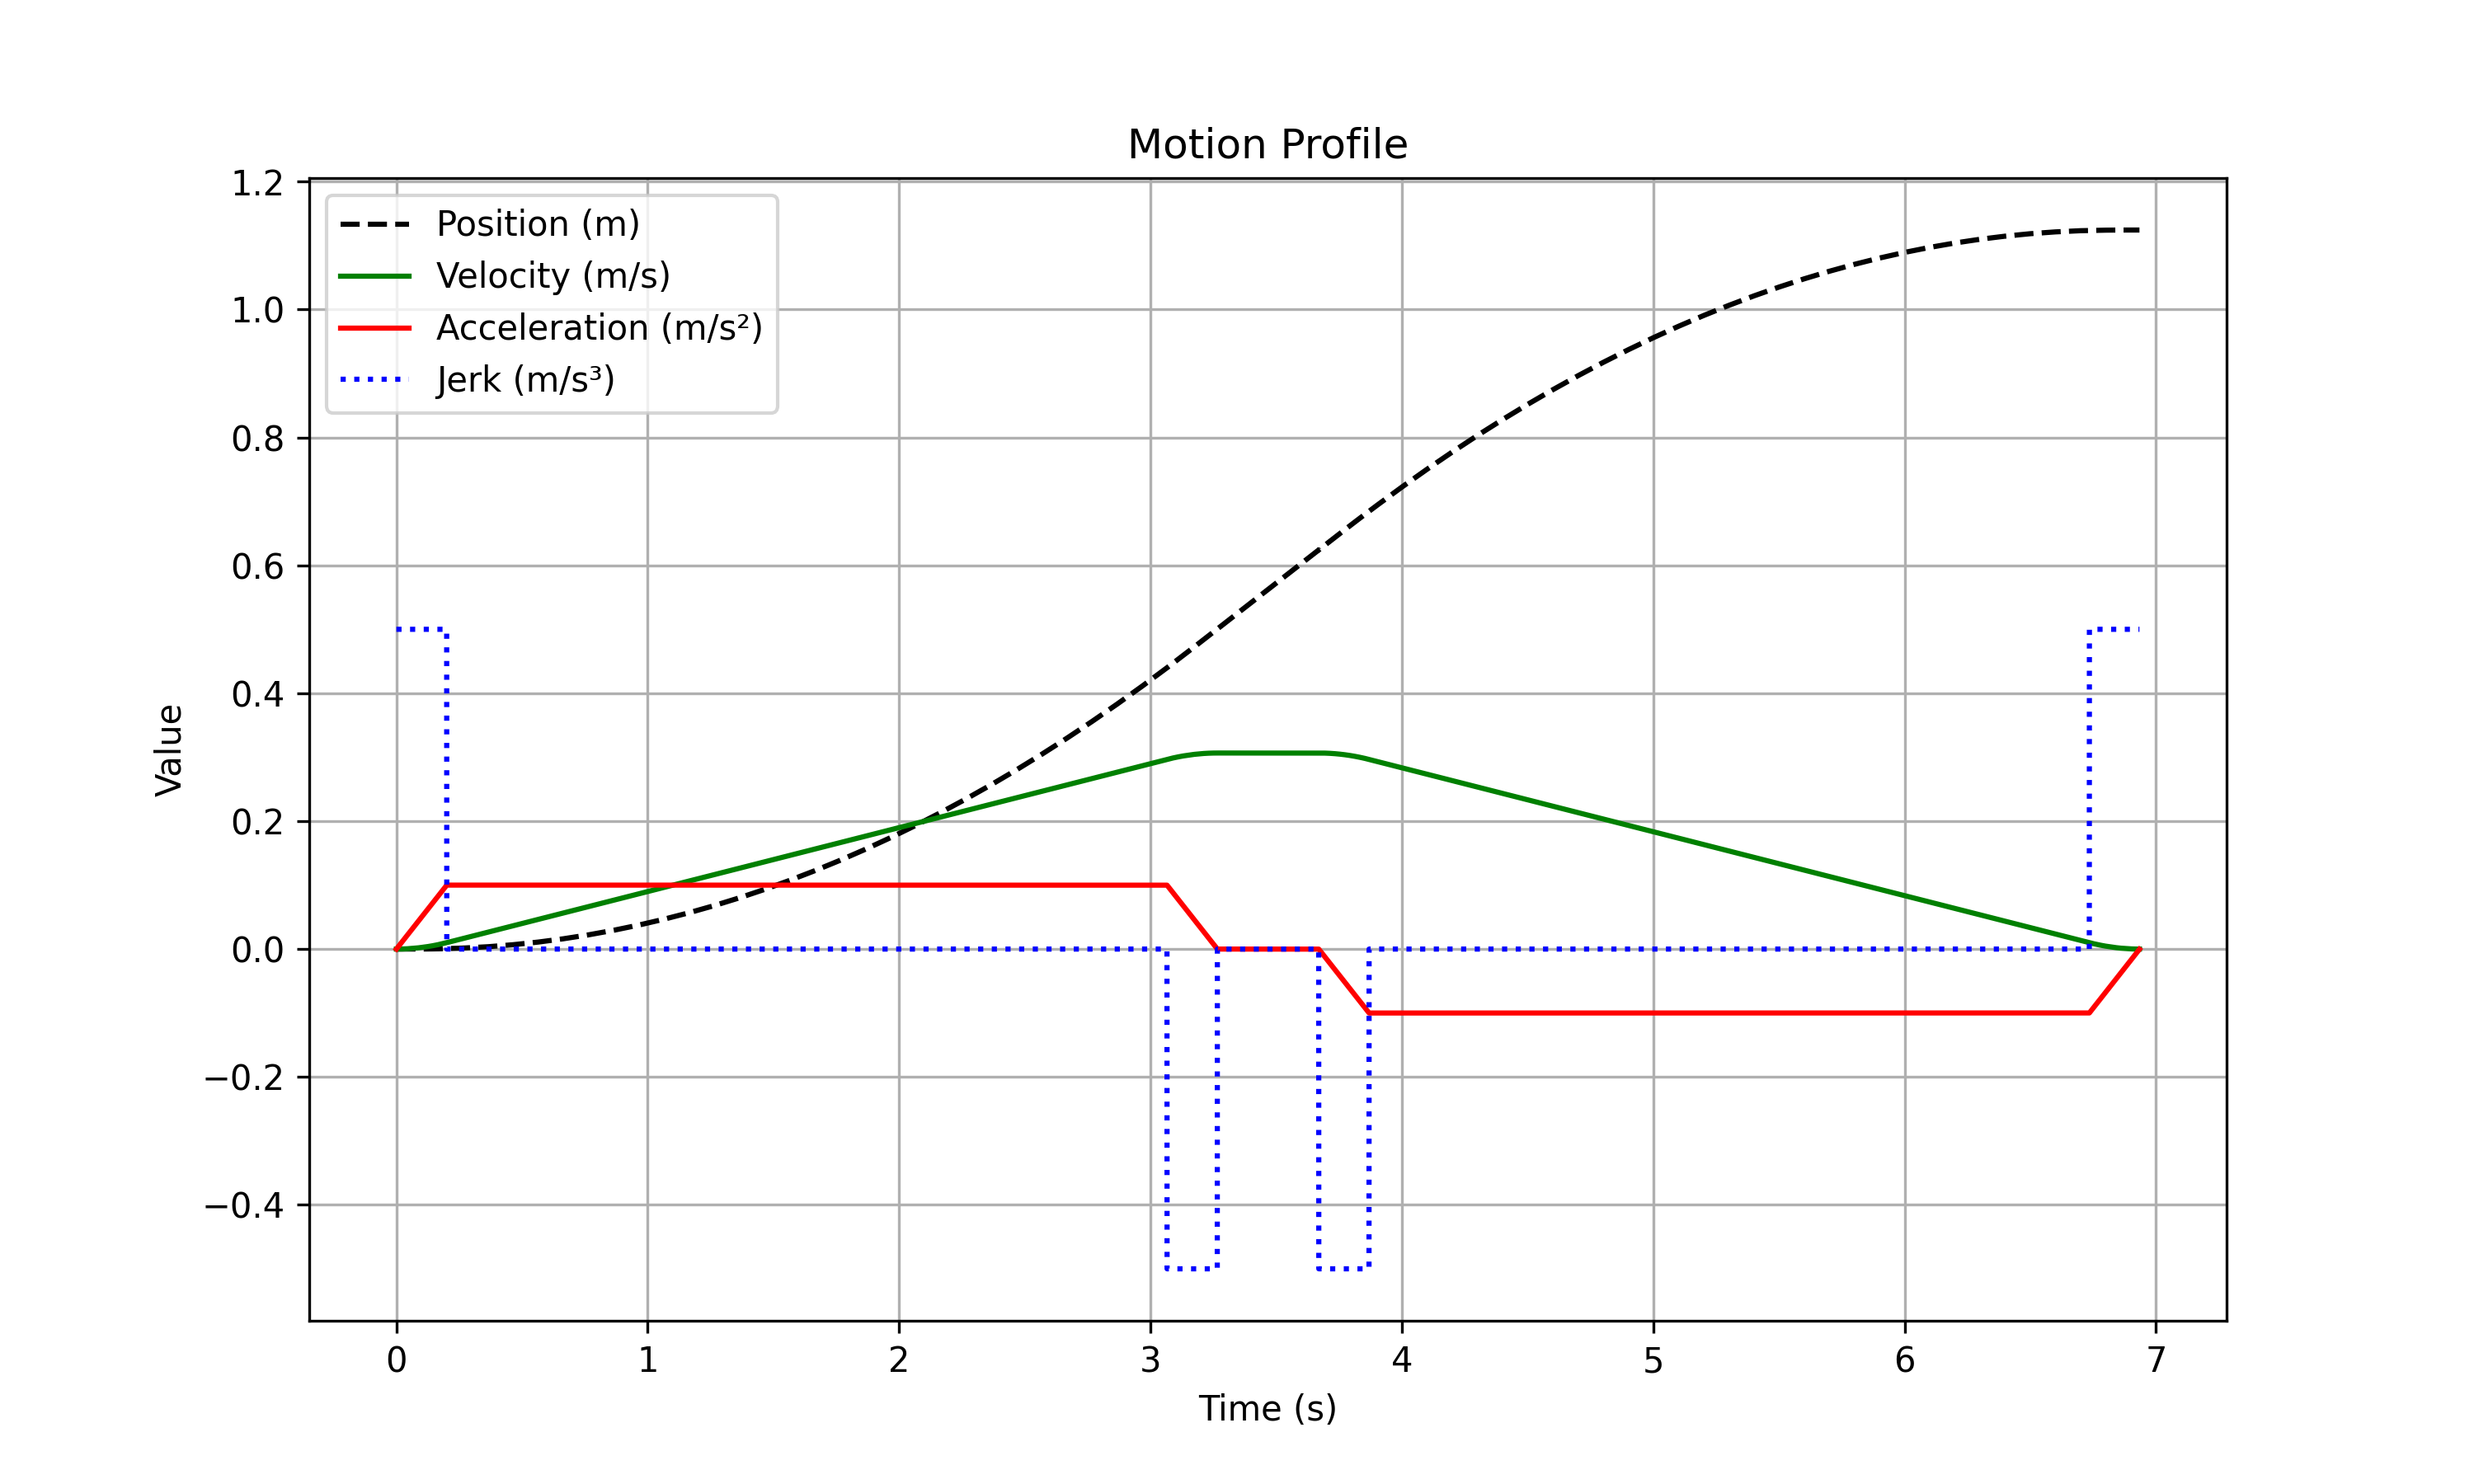 Motion Profile
Position (m)
Velocity (m/s)
Acceleration (m/s²)
Jerk (m/s³)
Value
1.2
1.0
0.8
0.6
0.4
0.2
0.0
−0.2
−0.4
0 1 2 3 4 5 6 7
Time (s)